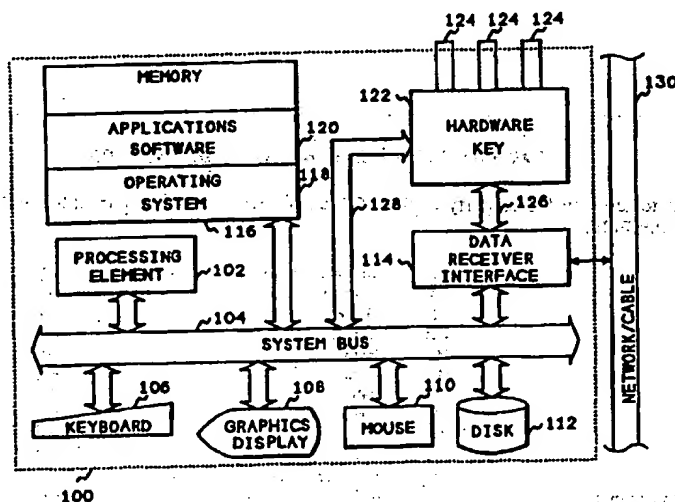 124 124 124
MEMORY
APPLICATIONS
SOFTWARE
120
OPERATING
SYSTEM
118
116
122
HARDWARE
KEY
130
128
126
PROCESSING
ELEMENT
102
114
DATA
RECEIVER
INTERFACE
104
SYSTEM BUS
NETWORK/CABLE
106
KEYBOARD
108
GRAPHICS
DISPLAY
110
MOUSE
DISK
112
100